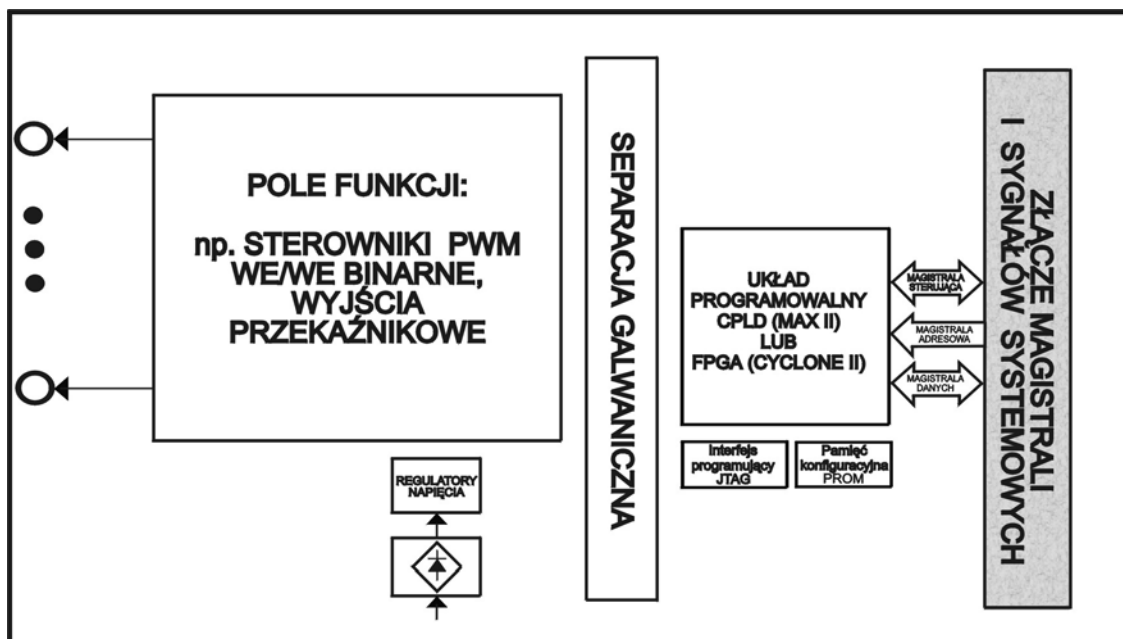 POLE FUNKCJI:
np. STEROWNIKI PWM
WE/WE BINARNE,
WYJŚCIA
PRZEKAŹNIKOWE
REGULATORY
NAPIĘCIA
SEPARACJA GALWANICZNA
UKŁAD
PROGRAMOWALNY
CPLD (MAX II)
LUB
FPGA (CYCLONE II)
Interfejs
programujący
JTAG
Pamięć
konfiguracyjna
PROM
MAGISTRALA
STERUJĄCA
MAGISTRALA
ADRESOWA
MAGISTRALA
DANYCH
ZŁĄCZE MAGISTRALI
I SYGNAŁÓW SYSTEMOWYCH